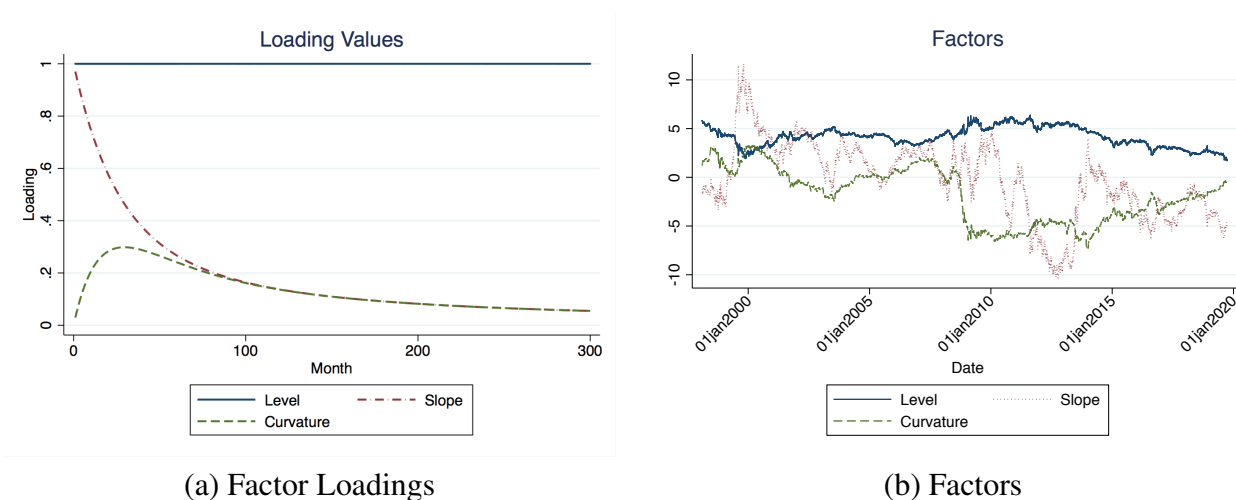 Loading Values
1
.8
.6
.4
.2
0
Loading
0
100
200
300
Month
Level
Slope
Curvature
(a) Factor Loadings
Factors
10
5
0
-5
-10
01jan2000
01jan2005
01jan2010
01jan2015
01jan2020
Date
Level
Slope
Curvature
(b) Factors